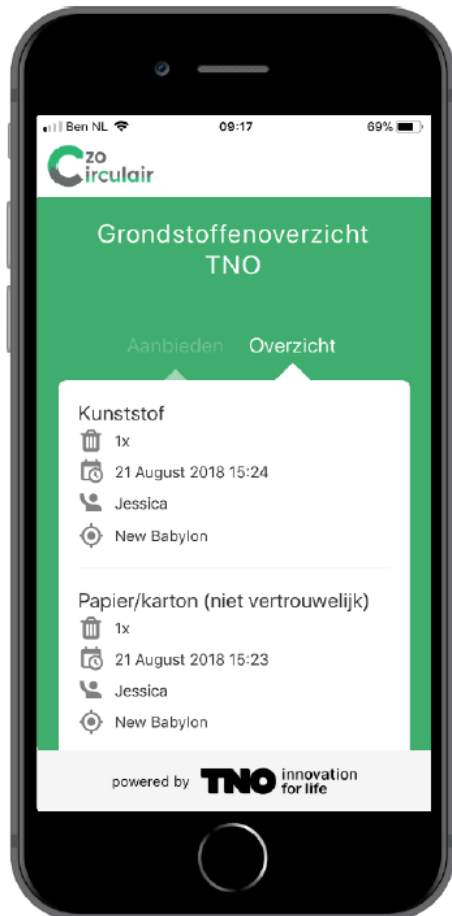 Ben NL 09:17 69%
zo
Circulair
Grondstoffenoverzicht
TNO
Aanbieden Overzicht
Kunststof
1x
21 August 2018 15:24
Jessica
New Babylon
Papier/karton (niet vertrouwelijk)
1x
21 August 2018 15:23
Jessica
New Babylon
powered by TNO innovation
for life